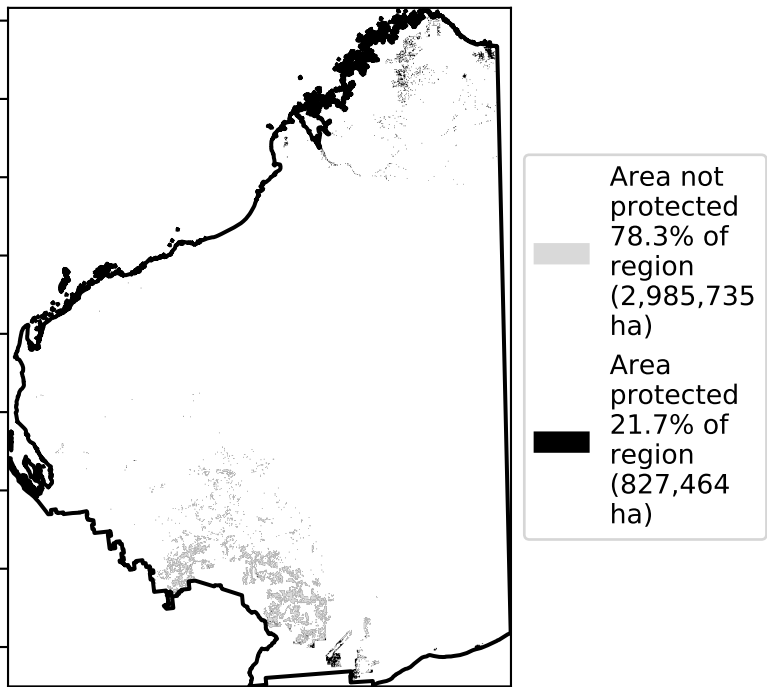 Area not
protected
78.3% of
region
(2,985,735
ha)
Area
protected
21.7% of
region
(827,464
ha)